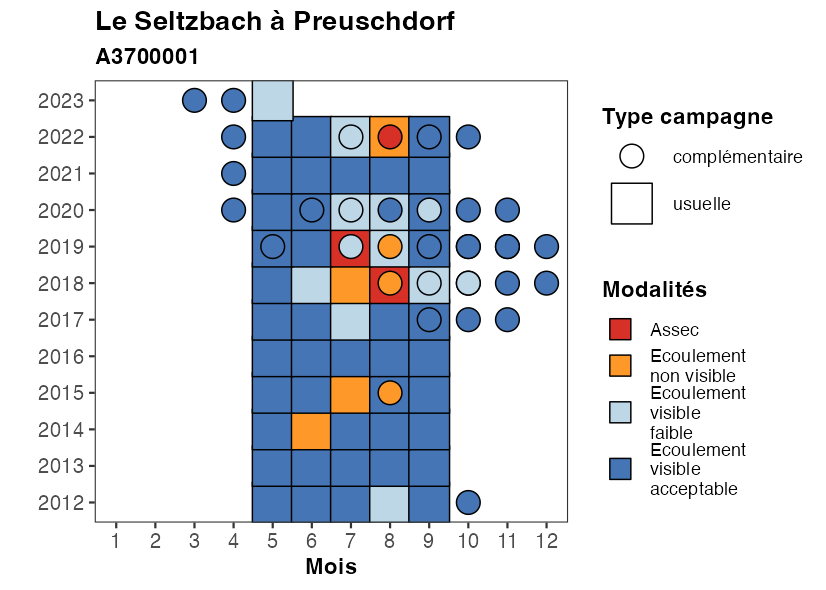 Le Seltzbach à Preuschdorf
A3700001
2023
2022
2021
2020
2019
2018
2017
2016
2015
2014
2013
2012
1 2 3 4 5 6 7 8 9 10 11 12
Mois
Type campagne
complémentaire
usuelle
Modalités
Assec
Ecoulement
non visible
Ecoulement
visible
faible
Ecoulement
visible
acceptable